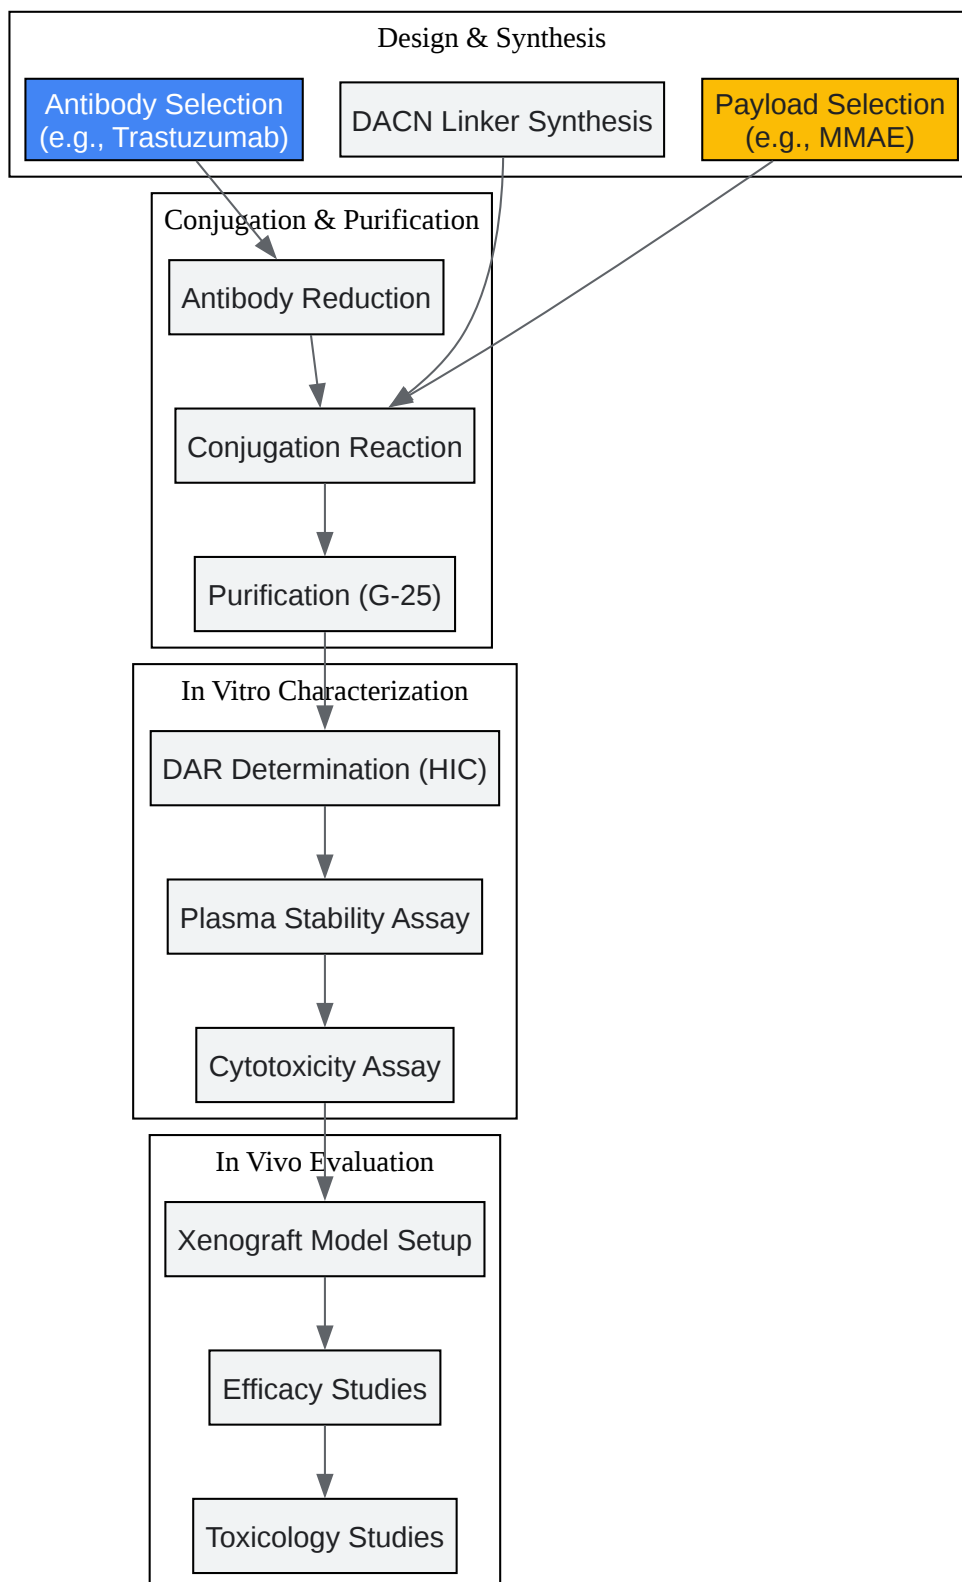 Design & Synthesis
Antibody Selection
(e.g., Trastuzumab)
DACN Linker Synthesis
Payload Selection
(e.g., MMAE)
Conjugation & Purification
Antibody Reduction
Conjugation Reaction
Purification (G-25)
In Vitro Characterization
DAR Determination (HIC)
Plasma Stability Assay
Cytotoxicity Assay
In Vivo Evaluation
Xenograft Model Setup
Efficacy Studies
Toxicology Studies